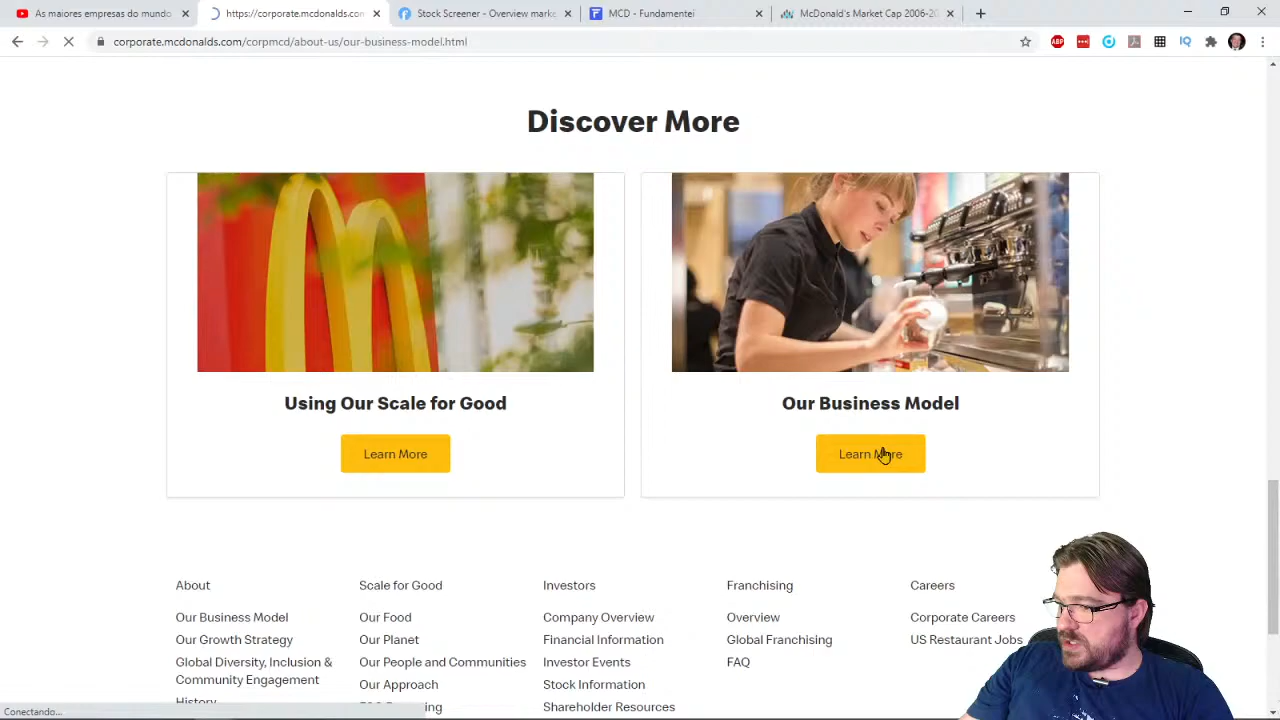 As maiores empresas do mundo
https://corporate.mcdonalds.com
Stock Screener - Overview mark
MCD - Fundamentei
McDonald's Market Cap 2006-20
corporate.mcdonalds.com/corpmcd/about-us/our-business-model.html
ABP
IQ
Discover More
Using Our Scale for Good
Our Business Model
Learn More
Learn More
About
Scale for Good
Investors
Franchising
Careers
Our Business Model
Our Food
Company Overview
Overview
Corporate Careers
Our Growth Strategy
Our Planet
Financial Information
Global Franchising
US Restaurant Jobs
Global Diversity, Inclusion &
Community Engagement
Our People and Communities
Investor Events
FAQ
Our Approach
Stock Information
History
Shareholder Resources
Conectando...